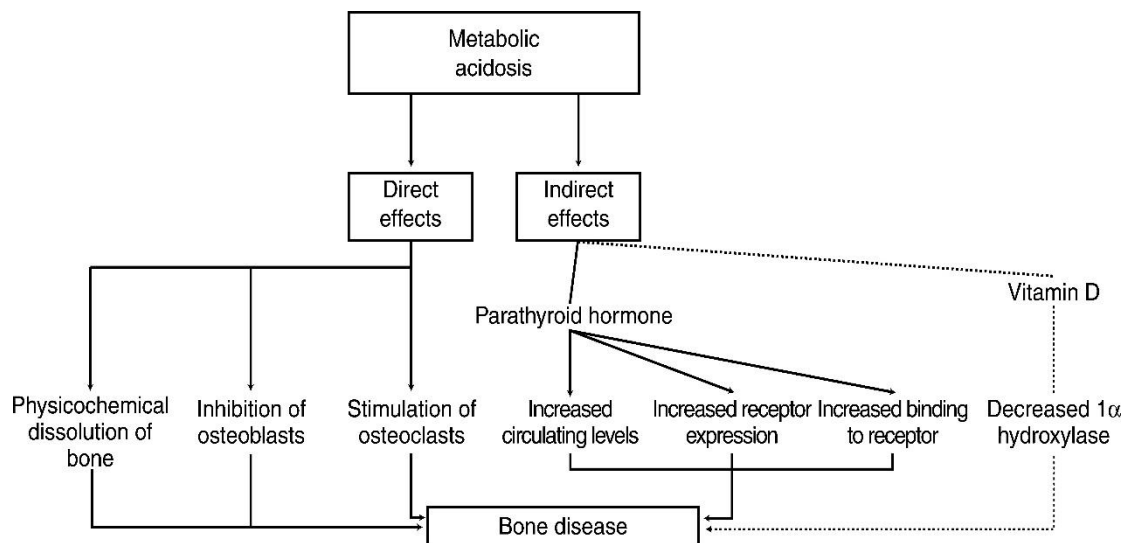 Metabolic
acidosis
Direct
effects
Indirect
effects
Vitamin D
Parathyroid hormone
Physicochemical
dissolution of
bone
Inhibition of
osteoblasts
Stimulation of
osteoclasts
Increased
circulating levels
Increased receptor
expression
Increased binding
to receptor
Decreased 1α
hydroxylase
Bone disease